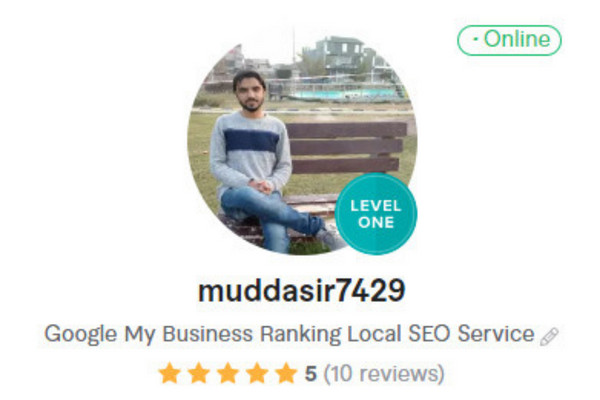 · Online
LEVEL
ONE
muddasir7429
Google My Business Ranking Local SEO Service
5 (10 reviews)